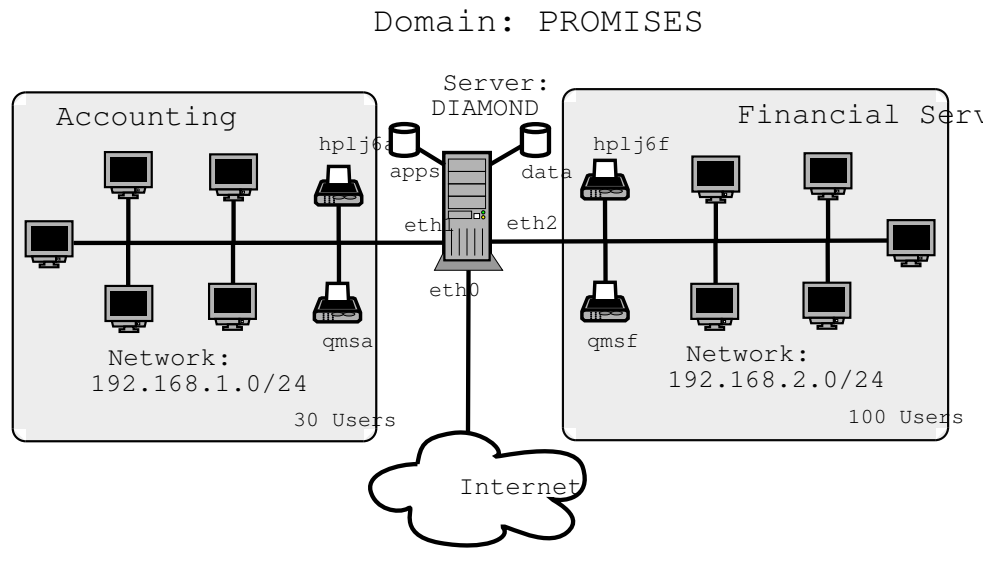 Domain: PROMISES
Server:
DIAMOND
Accounting
Financial Serv
hplj6a
hplj6f
apps
data
eth1
eth2
eth0
qmsa
qmsf
Network:
192.168.1.0/24
Network:
192.168.2.0/24
30 Users
100 Users
Internet